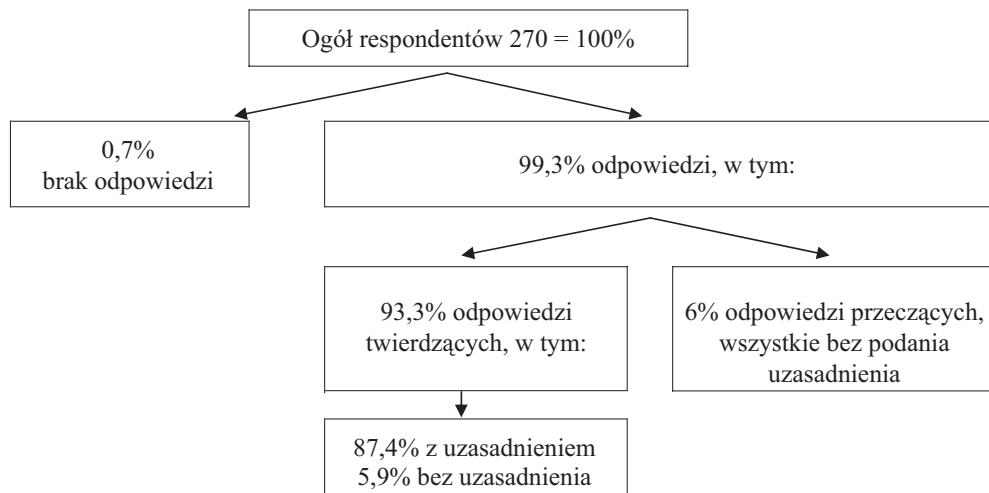 Ogół respondentów 270 = 100%
0,7%
brak odpowiedzi
99,3% odpowiedzi, w tym:
93,3% odpowiedzi
twierdzących, w tym:
6% odpowiedzi przeczących,
wszystkie bez podania
uzasadnienia
87,4% z uzasadnieniem
5,9% bez uzasadnienia